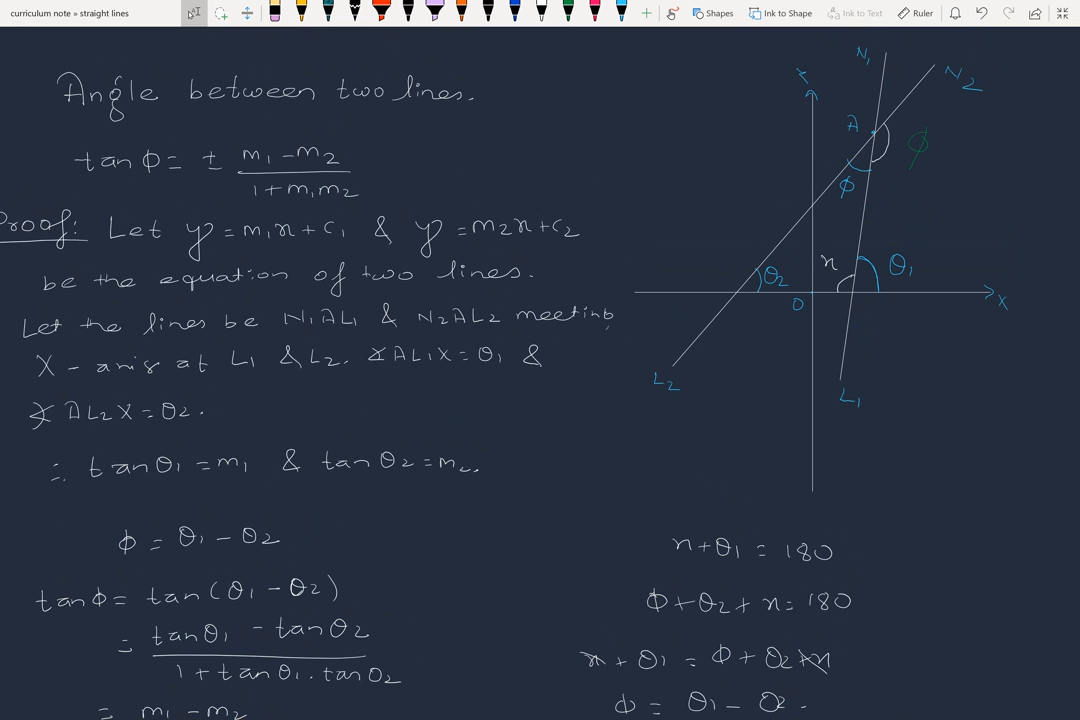 curriculum note » straight lines
Shapes Ink to Shape Ink to Text Ruler
Angle between two lines.
tan ϕ = ± (m₁ - m₂) / (1 + m₁m₂)
Proof: Let y = m₁x + c₁ & y = m₂x + c₂
be the equation of two lines.
Let the lines be N₁AL₁ & N₂AL₂ meeting
X - axis at L₁ & L₂. ∡AL₁X = θ₁ &
∡AL₂X = θ₂.
∴ tan θ₁ = m₁ & tan θ₂ = m₂.
ϕ = θ₁ - θ₂
tan ϕ = tan(θ₁ - θ₂)
= (tan θ₁ - tan θ₂) / (1 + tan θ₁ . tan θ₂)
= m₁ - m₂
N₁
N₂
Y
A
ϕ
ϕ
x
θ₁
θ₂
O
X
L₂
L₁
x + θ₁ = 180
ϕ + θ₂ + x = 180
x + θ₁ = ϕ + θ₂ + x
ϕ = θ₁ - θ₂.